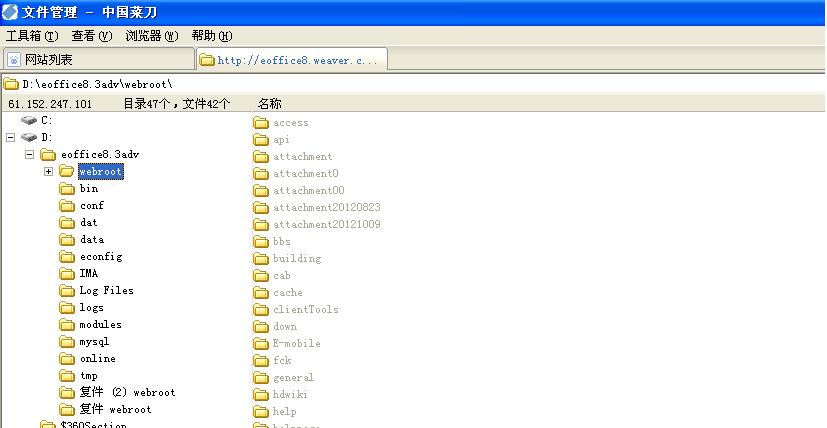 文件管理 - 中国菜刀
工具箱(T) 查看(V) 浏览器(W) 帮助(H)
网站列表 http://eoffice8.weaver.c...
D:\eoffice8.3adv\webroot\
61.152.247.101 目录47个，文件42个 名称
C:
D:
eoffice8.3adv
webroot
bin
conf
dat
data
econfig
IMA
Log Files
logs
modules
mysql
online
tmp
复件 (2) webroot
复件 webroot
$360Section
access
api
attachment
attachment0
attachment00
attachment20120823
attachment20121009
bbs
building
cab
cache
clientTools
down
E-mobile
fck
general
hdwiki
help